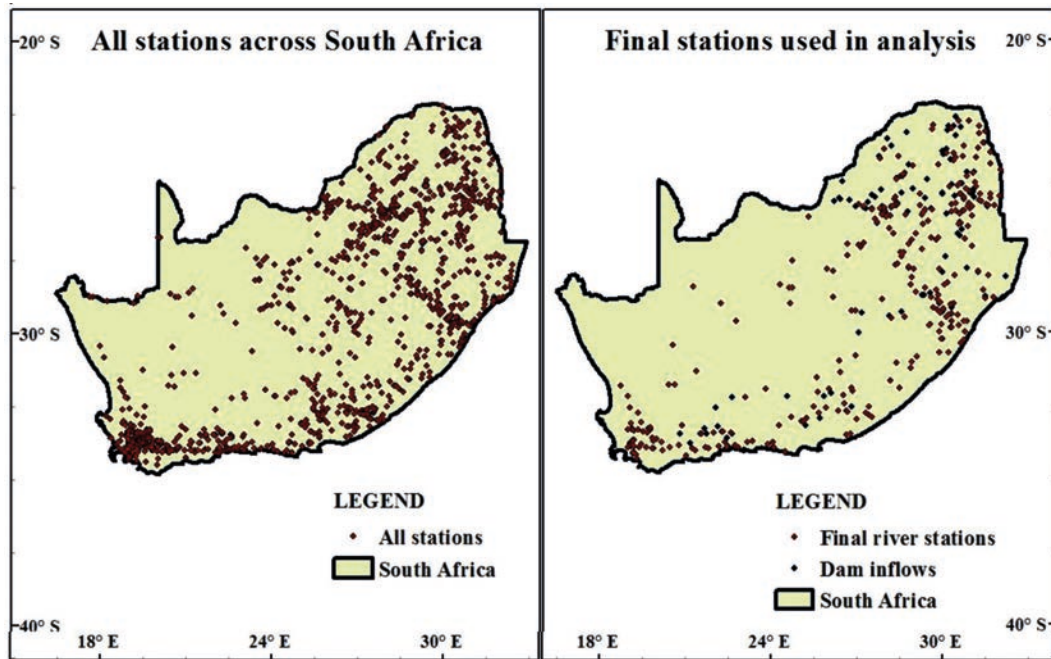 All stations across South Africa
20° S
30° S
40° S
LEGEND
All stations
South Africa
18° E
24° E
30° E
Final stations used in analysis
20° S
30° S
40° S
LEGEND
Final river stations
Dam inflows
South Africa
18° E
24° E
30° E